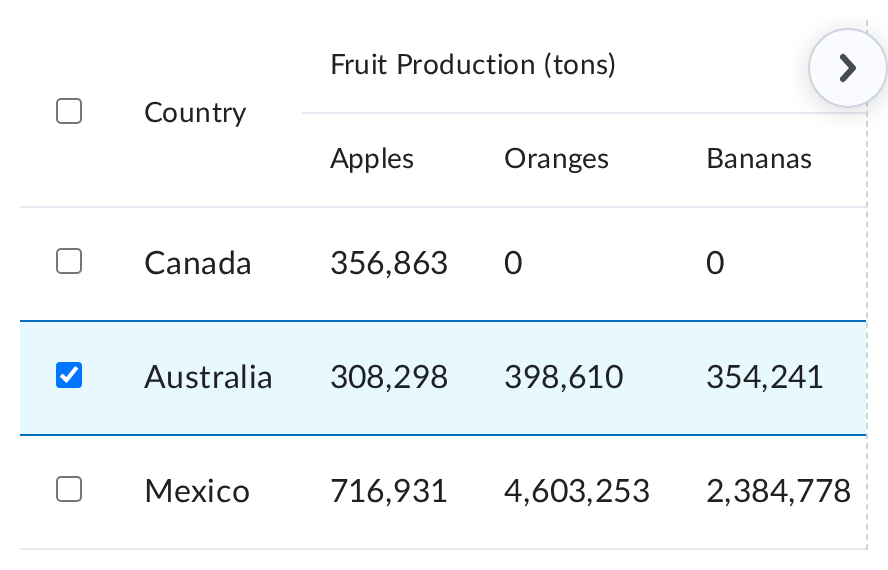 Fruit Production (tons)
Country
Apples Oranges Bananas
Canada 356,863 0 0
Australia 308,298 398,610 354,241
Mexico 716,931 4,603,253 2,384,778